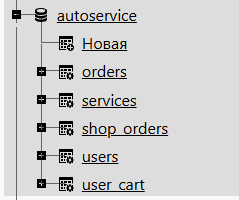 autoservice
Новая
orders
services
shop_orders
users
user_cart